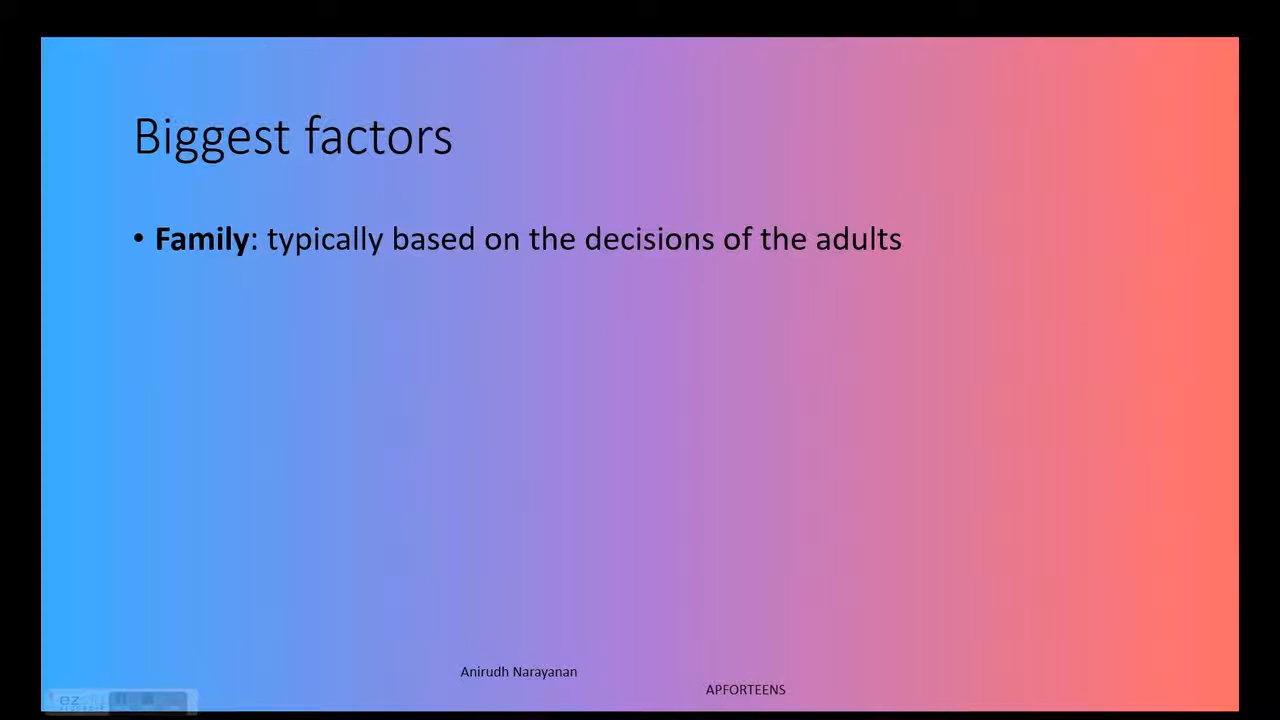 Biggest factors
• Family: typically based on the decisions of the adults
Anirudh Narayanan
APFORTEENS